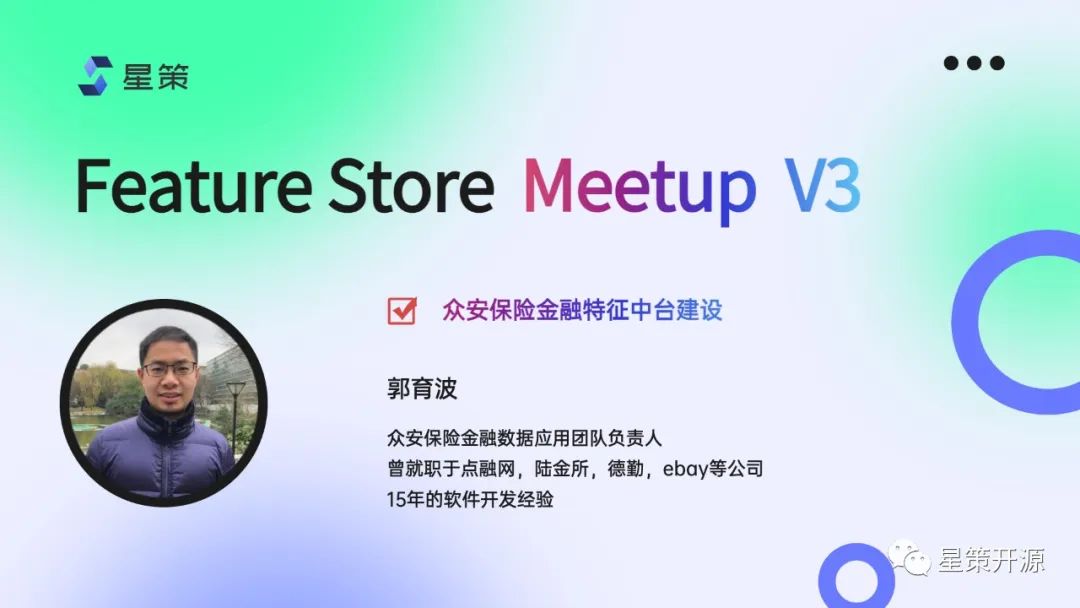 星策
Feature Store Meetup V3
众安保险金融特征中台建设
郭育波
众安保险金融数据应用团队负责人
曾就职于点融网，陆金所，德勤，ebay等公司
15年的软件开发经验
星策开源